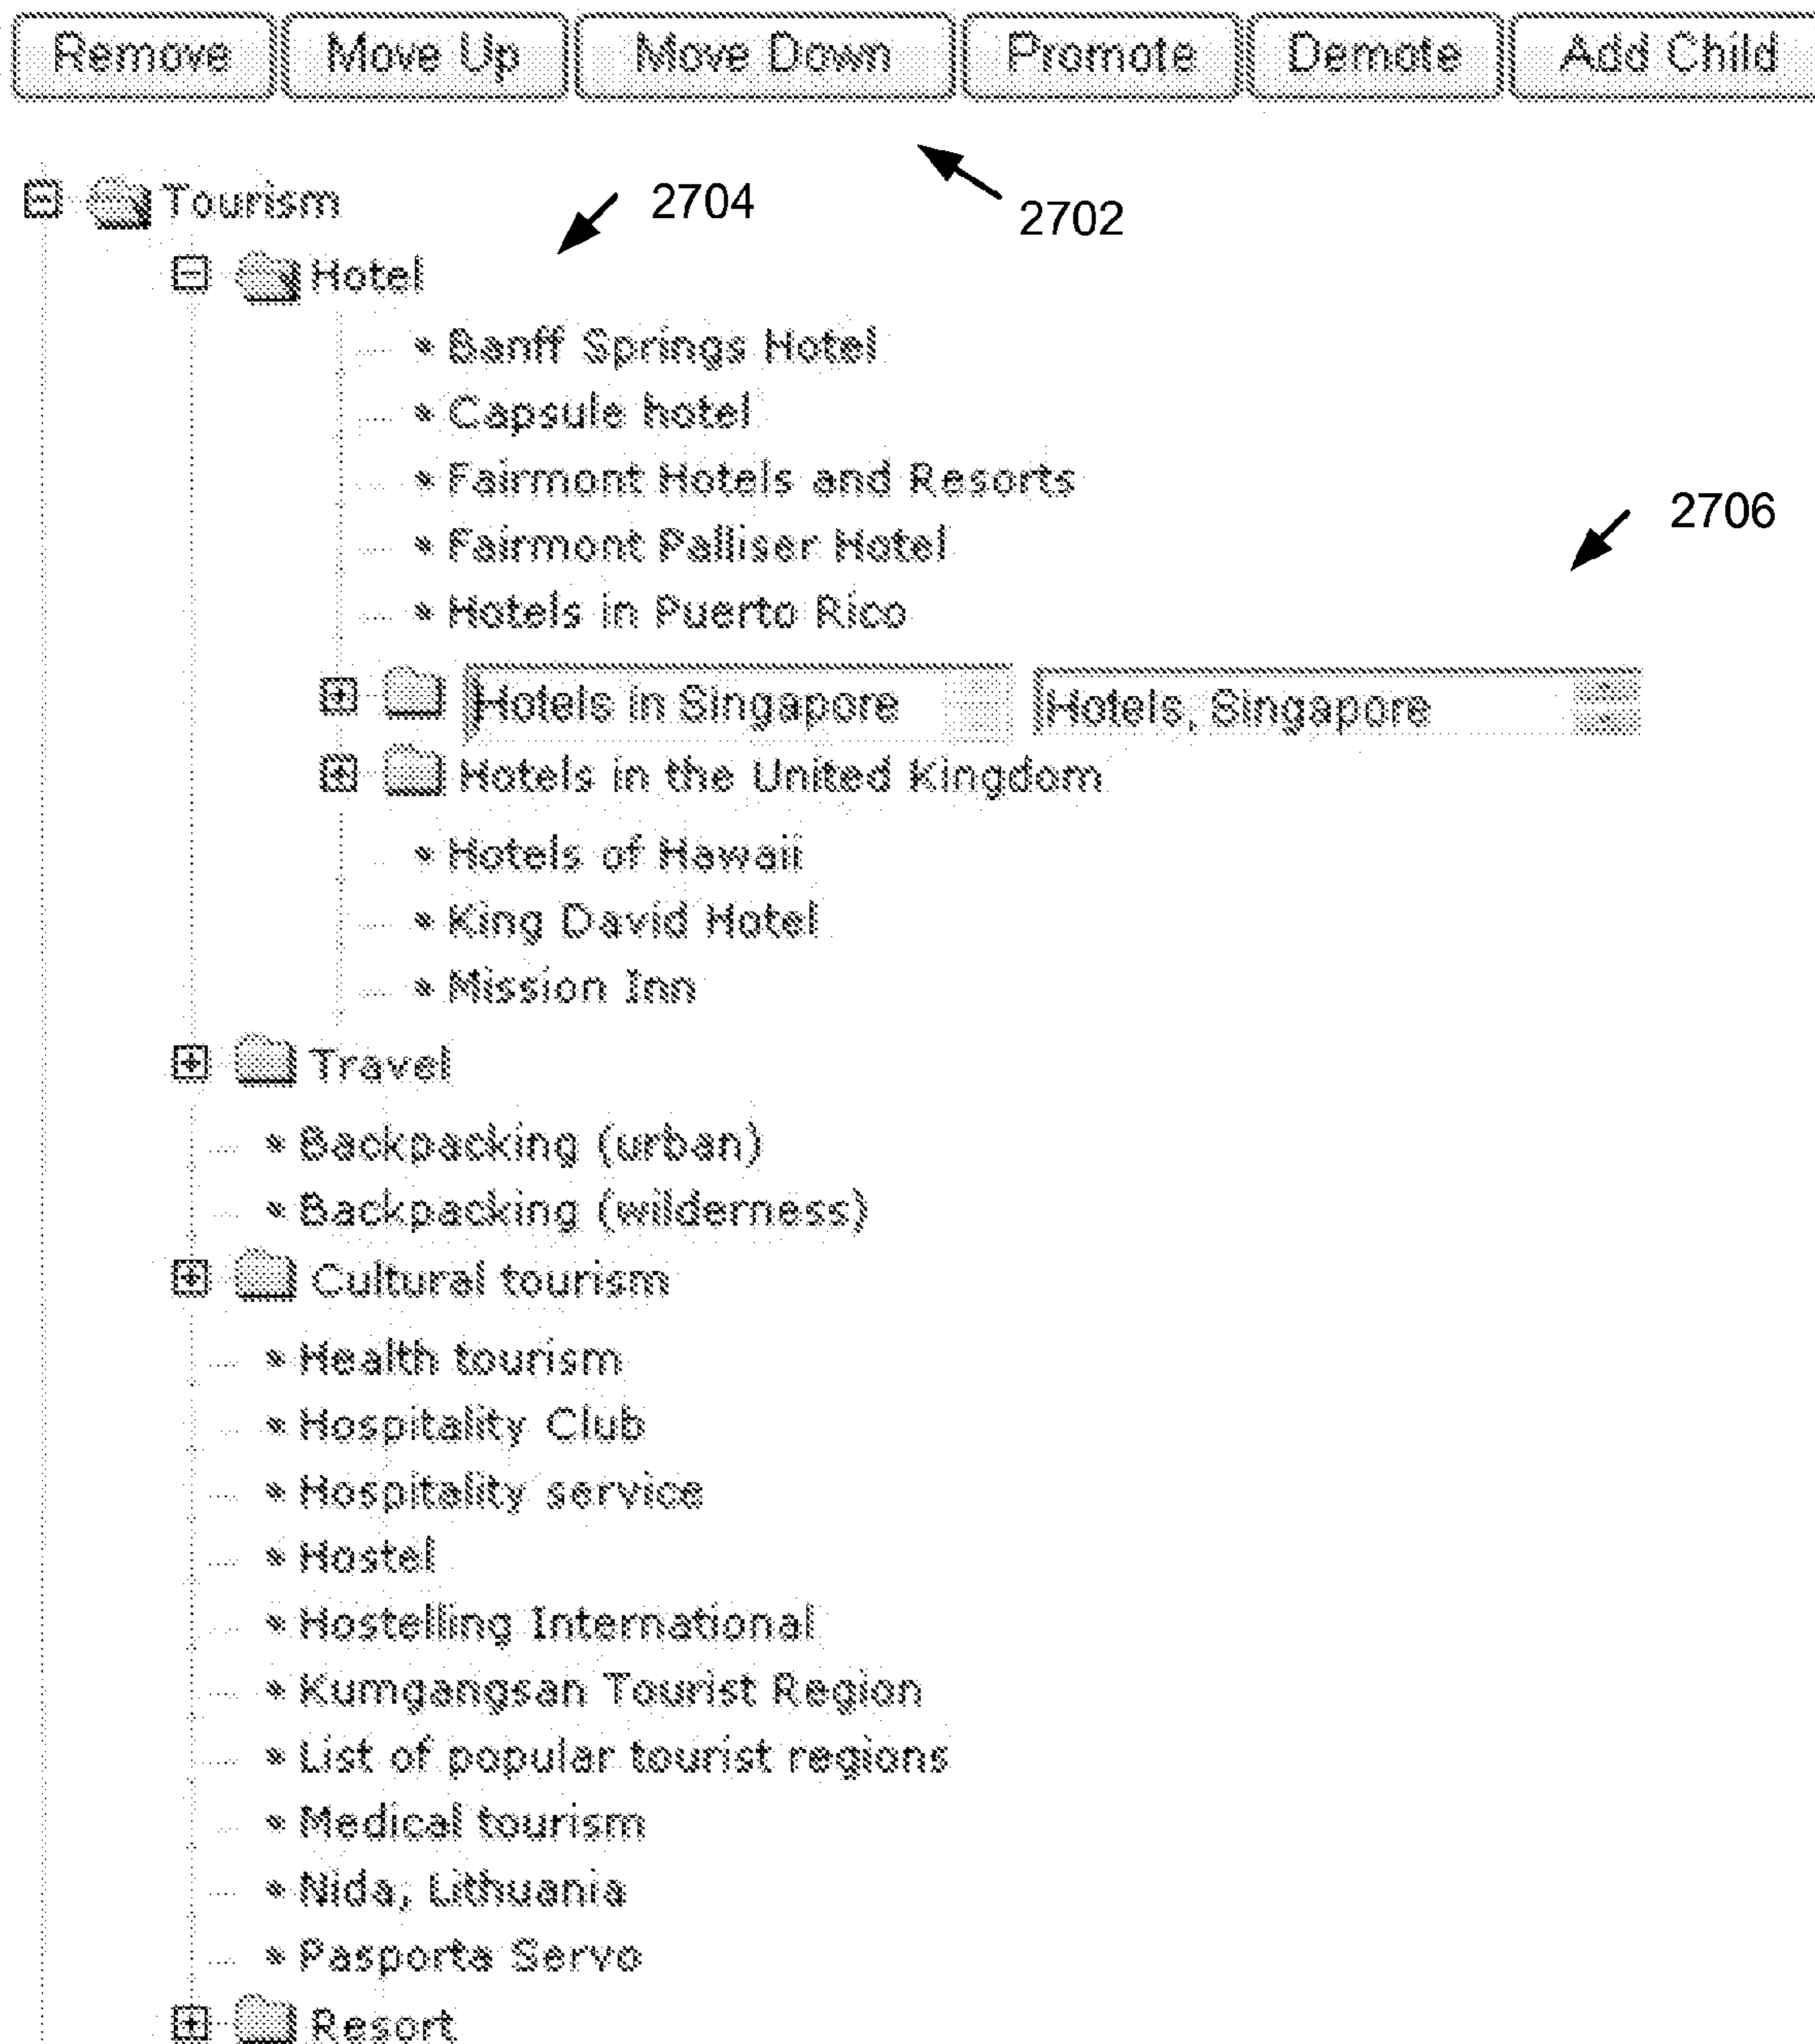 Remove Move Up Move Down Promote Demote Add Child
Tourism
2704
2702
Hotel
Banff Springs Hotel
Capsule hotel
Fairmont Hotels and Resorts
2706
Fairmont Palliser Hotel
Hotels in Puerto Rico
Hotels in Singapore Hotels, Singapore
Hotels in the United Kingdom
Hotels of Hawaii
King David Hotel
Mission Inn
Travel
Backpacking (urban)
Backpacking (wilderness)
Cultural tourism
Health tourism
Hospitality Club
Hospitality service
Hostel
Hostelling International
Kumgangsan Tourist Region
List of popular tourist regions
Medical tourism
Nida, Lithuania
Pasporta Servo
Resort